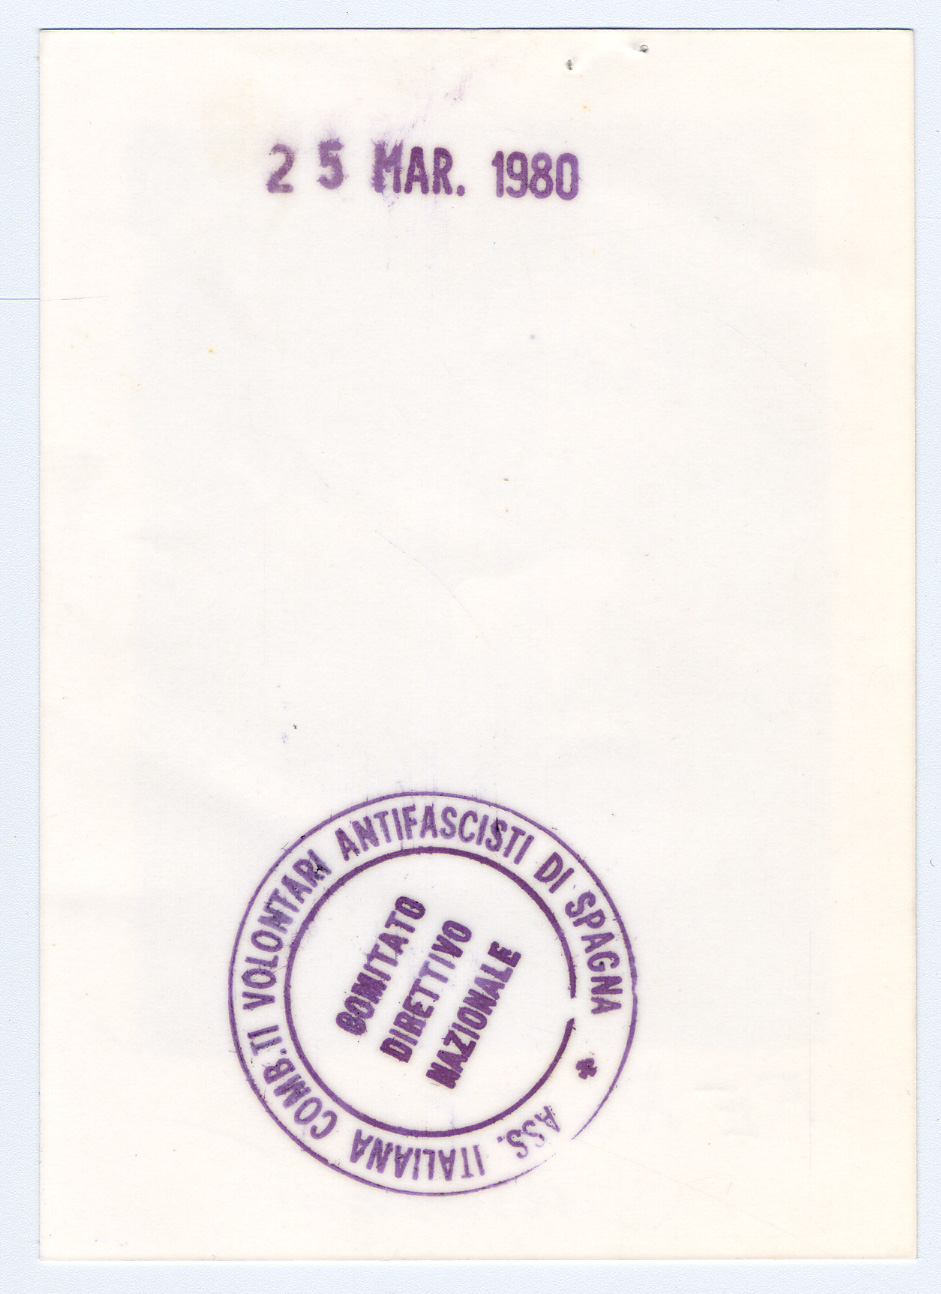 25 MAR. 1980
ASS. ITALIANA COMB.TI VOLONTARI ANTIFASCISTI DI SPAGNA
COMITATO
DIRETTIVO
NAZIONALE